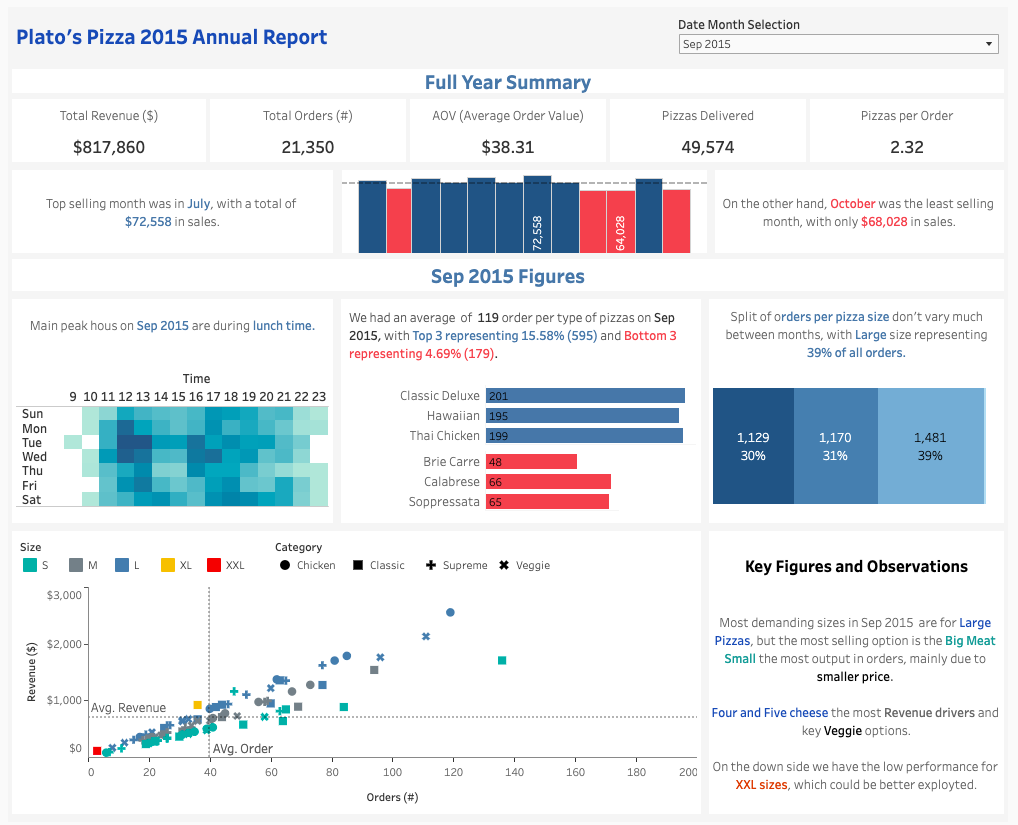 Plato's Pizza 2015 Annual Report
Date Month Selection
Sep 2015
Full Year Summary
Total Revenue ($)
$817,860
Total Orders (#)
21,350
AOV (Average Order Value)
$38.31
Pizzas Delivered
49,574
Pizzas per Order
2.32
Top selling month was in July, with a total of
$72,558 in sales.
72,558
64,028
On the other hand, October was the least selling
month, with only $68,028 in sales.
Sep 2015 Figures
Main peak hous on Sep 2015 are during lunch time.
Time
9 10 11 12 13 14 15 16 17 18 19 20 21 22 23
Sun
Mon
Tue
Wed
Thu
Fri
Sat
We had an average of 119 order per type of pizzas on Sep
2015, with Top 3 representing 15.58% (595) and Bottom 3
representing 4.69% (179).
Classic Deluxe 201
Hawaiian 195
Thai Chicken 199
Brie Carre 48
Calabrese 66
Soppressata 65
Split of orders per pizza size don't vary much
between months, with Large size representing
39% of all orders.
1,129
30%
1,170
31%
1,481
39%
Size
S M L XL XXL
Category
Chicken Classic Supreme Veggie
Revenue ($)
$3,000
$2,000
$1,000
$0
Avg. Revenue
AVg. Order
0 20 40 60 80 100 120 140 160 180 200
Orders (#)
Key Figures and Observations
Most demanding sizes in Sep 2015 are for Large
Pizzas, but the most selling option is the Big Meat
Small the most output in orders, mainly due to
smaller price.
Four and Five cheese the most Revenue drivers and
key Veggie options.
On the down side we have the low performance for
XXL sizes, which could be better exployted.